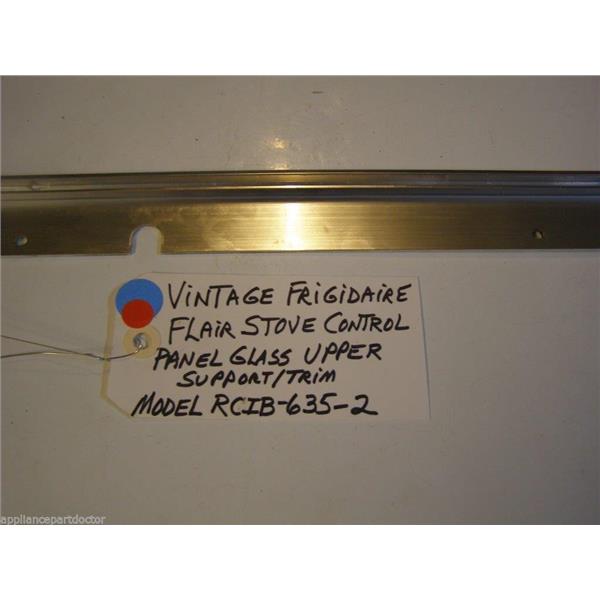 VINTAGE FRIGIDAIRE
FLAIR STOVE CONTROL
PANEL GLASS UPPER
SUPPORT/TRIM
MODEL RCIB-635-2
appliancepartdoctor